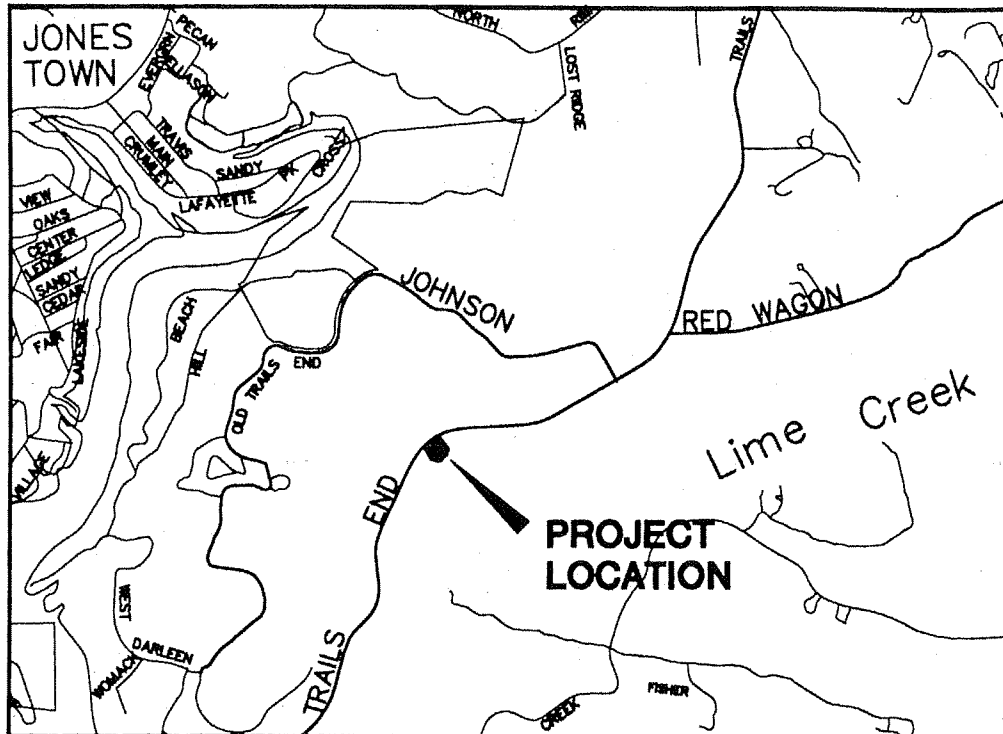 JONES
TOWN
PECAN
EVERGRN
ELIASON
NORTH
LOST RIDGE
TRAILS
TRAVIS
MAIN
CRUMLEY
SANDY
PK
CROSS
LAFAYETTE
VIEW
OAKS
CENTER
LEDGE
SANDY
CEDAR
FAIR
LAKESIDE
BEACH
HILL
JOHNSON
RED WAGON
END
OLD TRAILS
Lime Creek
VILLAGE
END
PROJECT
LOCATION
WEST
DARLEEN
WOMACK
TRAILS
CREEK
FISHER